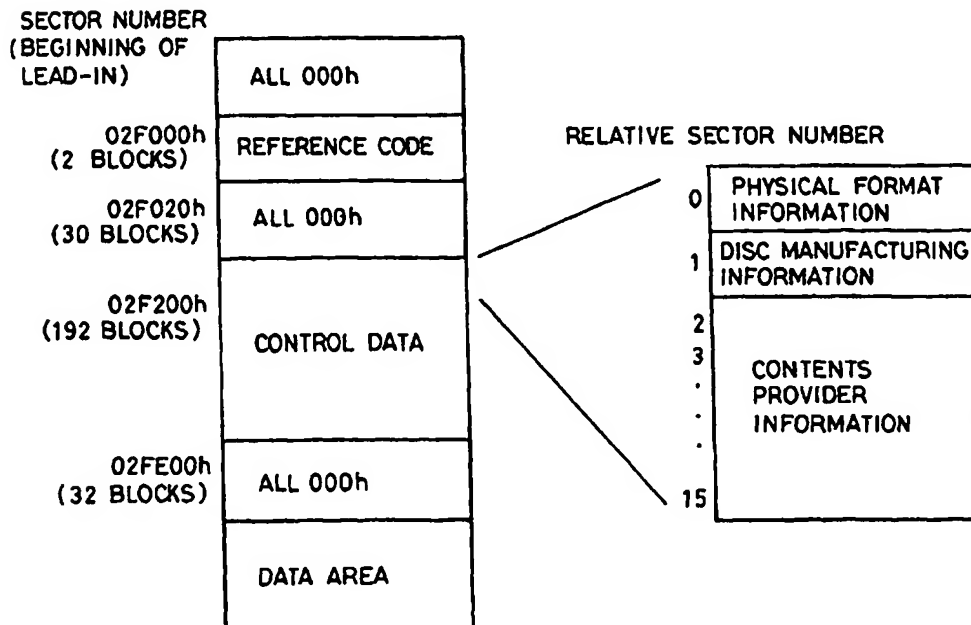 SECTOR NUMBER
(BEGINNING OF
LEAD-IN)
ALL 000h
02F000h
(2 BLOCKS)
REFERENCE CODE
02F020h
(30 BLOCKS)
ALL 000h
02F200h
(192 BLOCKS)
CONTROL DATA
02FE00h
(32 BLOCKS)
ALL 000h
DATA AREA
RELATIVE SECTOR NUMBER
0
PHYSICAL FORMAT
INFORMATION
1
DISC MANUFACTURING
INFORMATION
2
3
.
.
.
15
CONTENTS
PROVIDER
INFORMATION